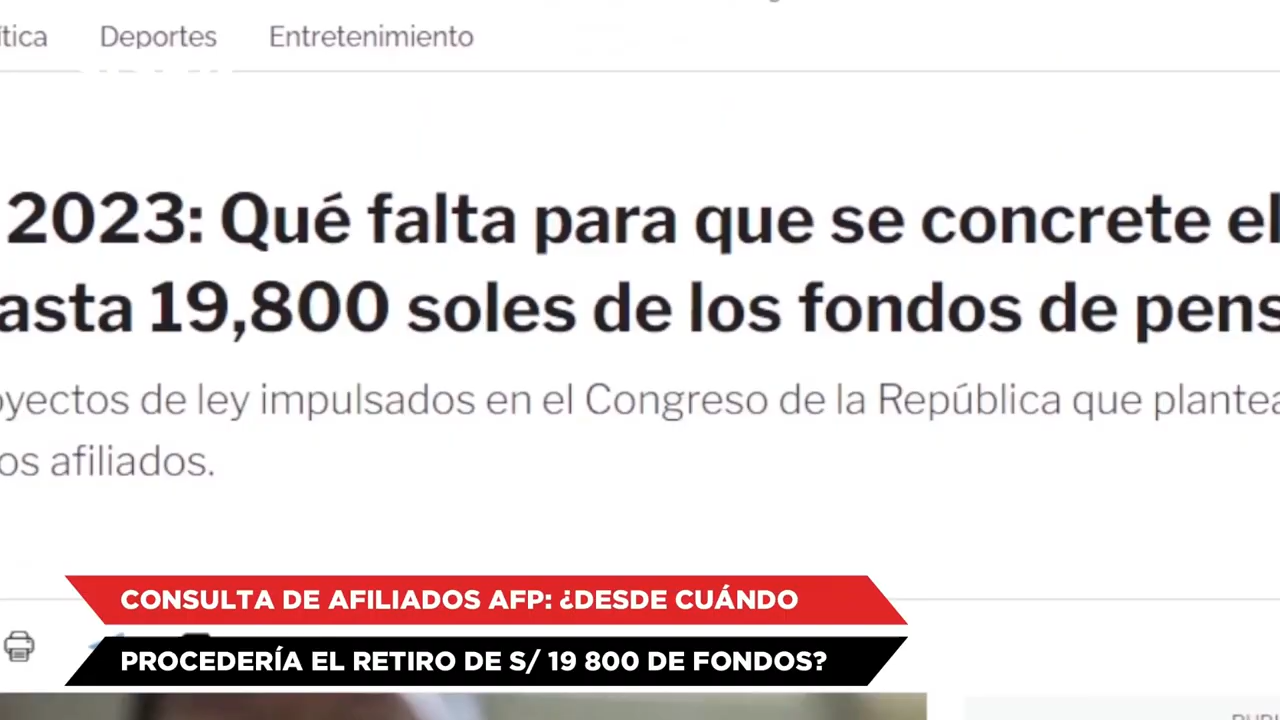 ítica Deportes Entretenimiento
2023: Qué falta para que se concrete el
asta 19,800 soles de los fondos de pens
oyectos de ley impulsados en el Congreso de la República que plantea
os afiliados.
CONSULTA DE AFILIADOS AFP: ¿DESDE CUÁNDO
PROCEDERÍA EL RETIRO DE S/ 19 800 DE FONDOS?